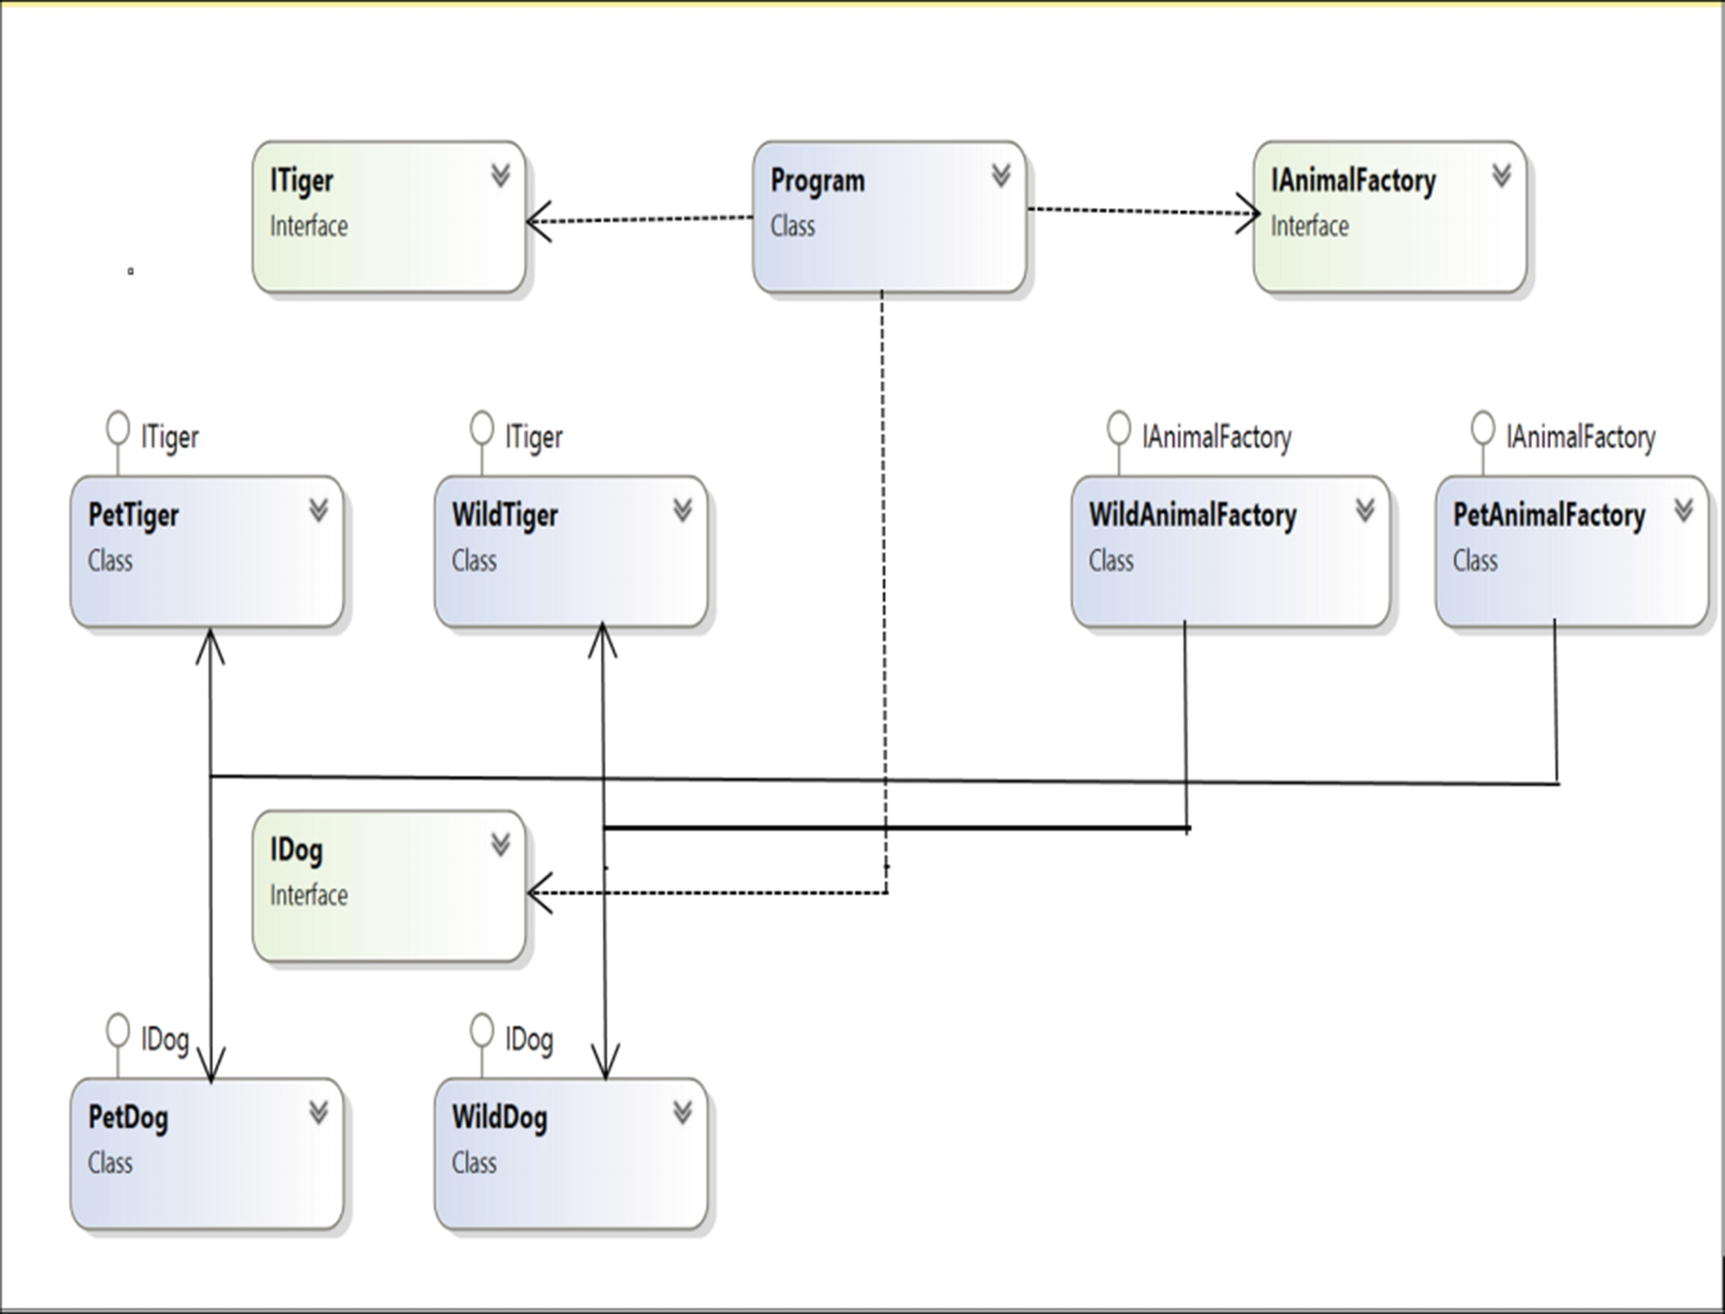 ITiger
Interface
Program
Class
IAnimalFactory
Interface
ITiger
ITiger
IAnimalFactory
IAnimalFactory
PetTiger
Class
WildTiger
Class
WildAnimalFactory
Class
PetAnimalFactory
Class
IDog
Interface
IDog
IDog
PetDog
Class
WildDog
Class